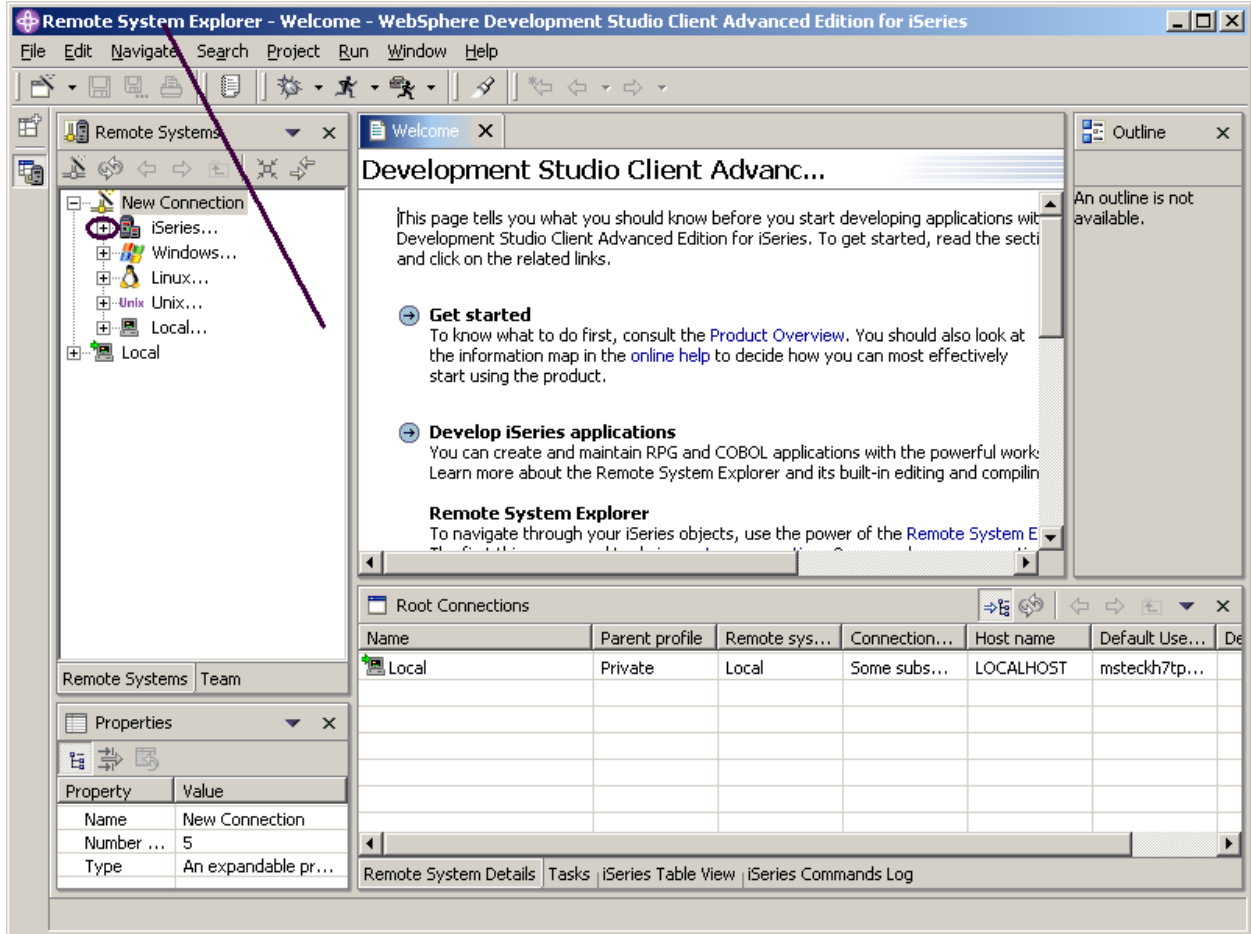 Remote System Explorer - Welcome - WebSphere Development Studio Client Advanced Edition for iSeries
File Edit Navigate Search Project Run Window Help
Remote Systems
New Connection
iSeries...
Windows...
Linux...
Unix Unix...
Local...
Local
Remote Systems Team
Welcome
Development Studio Client Advanc...
This page tells you what you should know before you start developing applications wit
Development Studio Client Advanced Edition for iSeries. To get started, read the secti
and click on the related links.
Get started
To know what to do first, consult the Product Overview. You should also look at
the information map in the online help to decide how you can most effectively
start using the product.
Develop iSeries applications
You can create and maintain RPG and COBOL applications with the powerful work
Learn more about the Remote System Explorer and its built-in editing and compilin
Remote System Explorer
To navigate through your iSeries objects, use the power of the Remote System E
Outline
An outline is not
available.
Properties
Property Value
Name New Connection
Number ... 5
Type An expandable pr...
Root Connections
Name Parent profile Remote sys... Connection... Host name Default Use... De
Local Private Local Some subs... LOCALHOST msteckh7tp...
Remote System Details Tasks iSeries Table View iSeries Commands Log